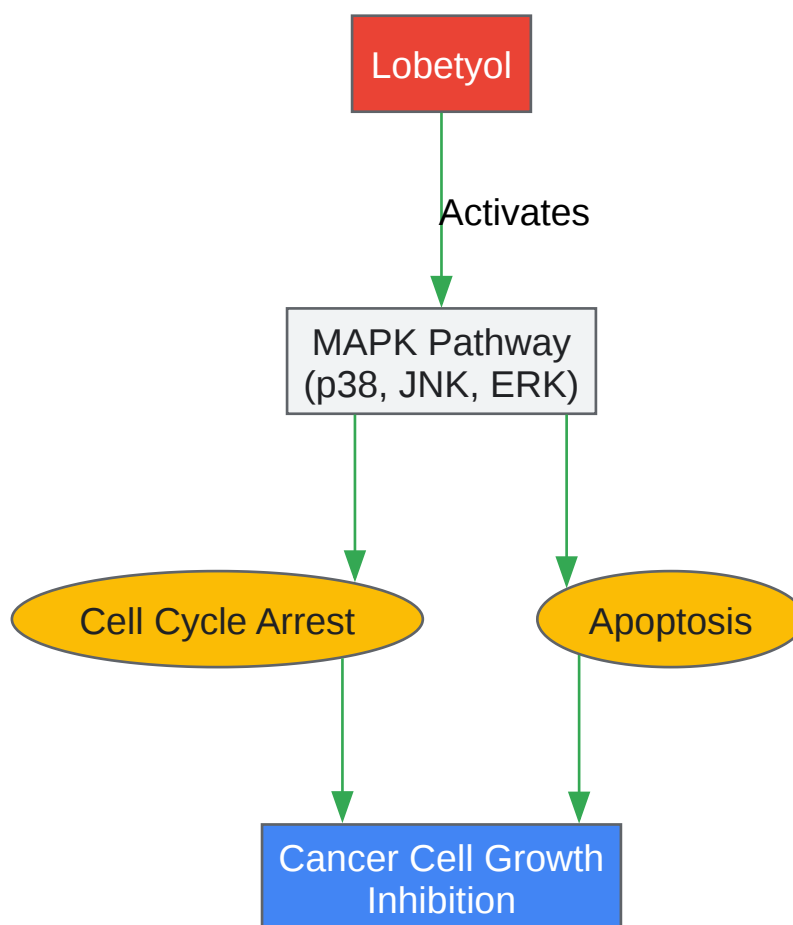 Lobetyol
Activates
MAPK Pathway
(p38, JNK, ERK)
Cell Cycle Arrest
Apoptosis
Cancer Cell Growth
Inhibition